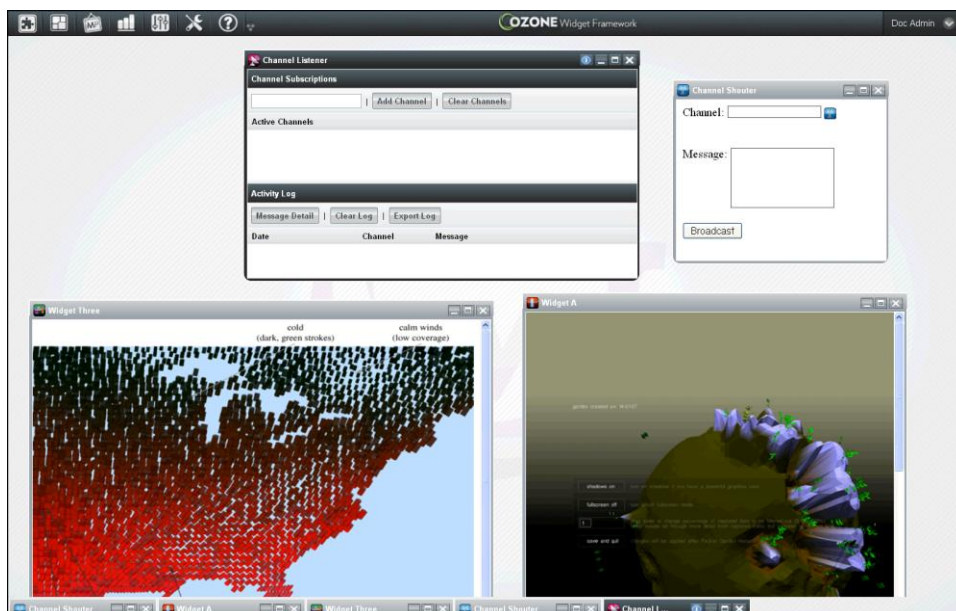 OZONE Widget Framework
Doc Admin
Channel Listener
Channel Subscriptions
| Add Channel | Clear Channels
Active Channels
Activity Log
Message Detail | Clear Log | Export Log
Date Channel Message
Channel Shouter
Channel:
Message:
Broadcast
Widget Three
cold calm winds
(dark, green strokes) (low coverage)
Widget A
shadows on
fullscreen off
save and quit
Channel Shouter Widget A Widget Three Channel Shouter Channel L...